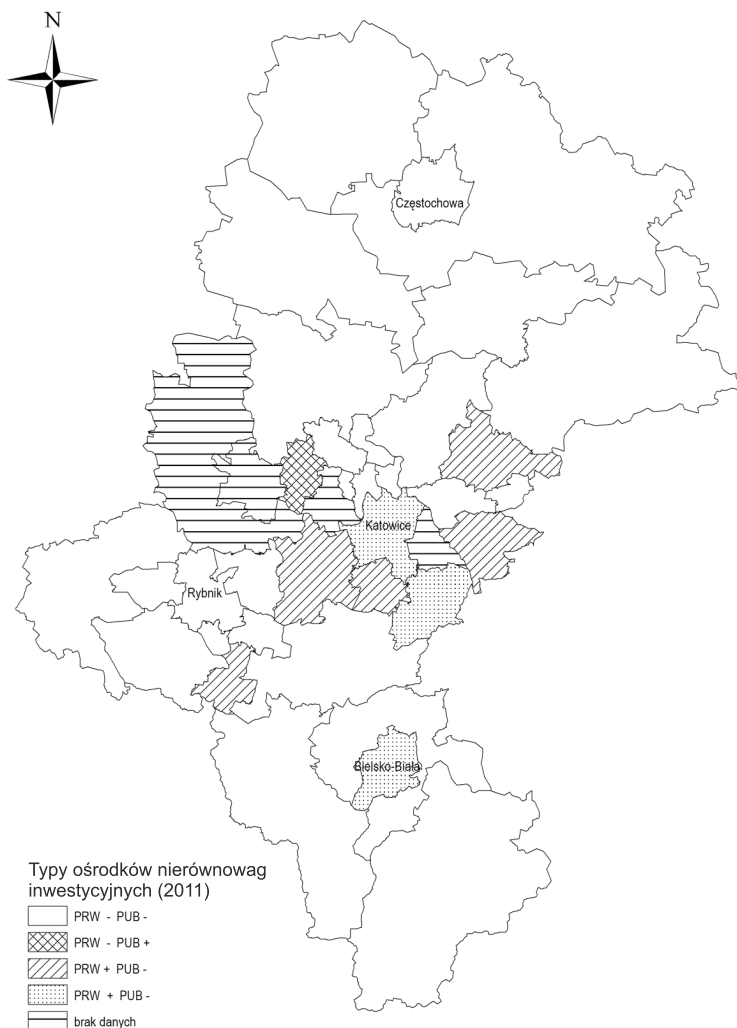 N
Częstochowa
Katowice
Rybnik
Bielsko-Biała
Typy ośrodków nierównowag
inwestycyjnych (2011)
PRW - PUB -
PRW - PUB +
PRW + PUB -
PRW + PUB -
brak danych